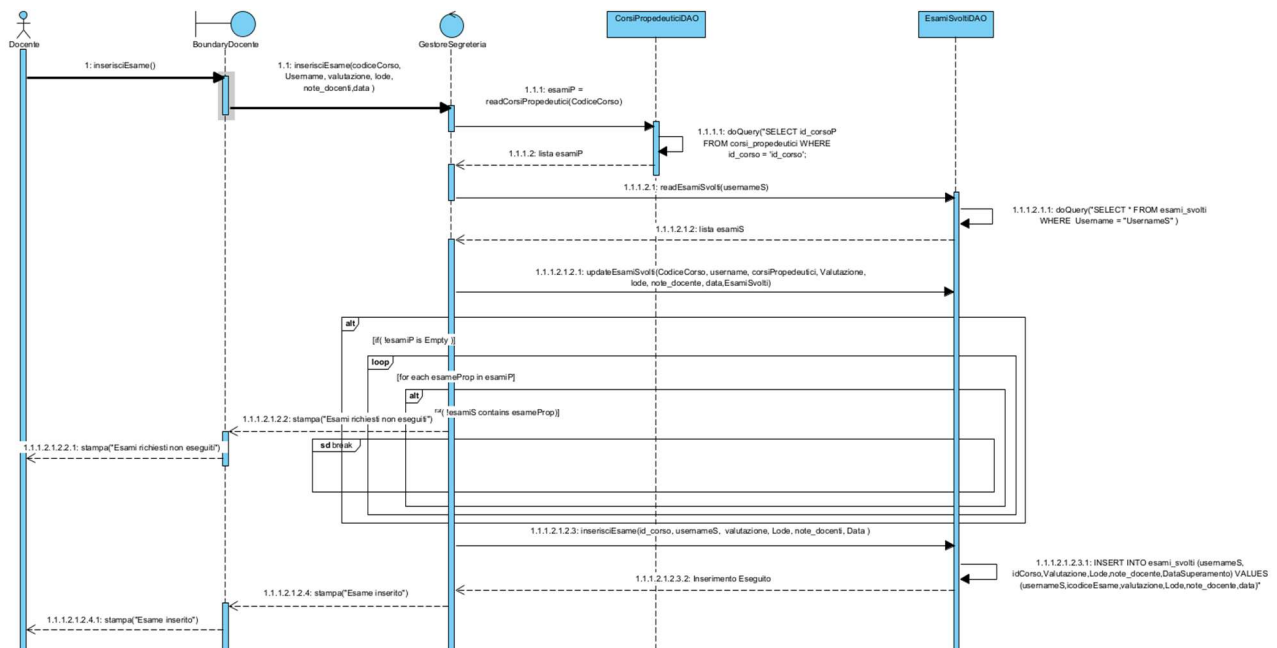 Docente
BoundaryDocente
GestoreSegreteria
CorsiPropedeuticiDAO
EsamiSvoltiDAO
1: inserisciEsame()
1.1: inserisciEsame(codiceCorso,
Username, valutazione, lode,
note_docenti,data )
1.1.1: esamiP =
readCorsiPropedeutici(CodiceCorso)
1.1.1.1: doQuery("SELECT id_corsoP
FROM corsi_propedeutici WHERE
id_corso = 'id_corso';
1.1.1.2: lista esamiP
1.1.1.2.1: readEsamiSvolti(usernameS)
1.1.1.2.1.1: doQuery("SELECT * FROM esami_svolti
WHERE Username = "UsernameS" )
1.1.1.2.1.2: lista esamiS
1.1.1.2.1.2.1: updateEsamiSvolti(CodiceCorso, username, corsiPropedeutici, Valutazione,
lode, note_docente, data,EsamiSvolti)
alt
[if( !esamiP is Empty )]
loop
[for each esameProp in esamiP]
alt
!esamiS contains esameProp)]
1.1.1.2.1.2.2: stampa("Esami richiesti non eseguiti")
sd break
1.1.1.2.1.2.2.1: stampa("Esami richiesti non eseguiti")
1.1.1.2.1.2.3: inserisciEsame(id_corso, usernameS, valutazione, Lode, note_docenti, Data )
1.1.1.2.1.2.3.1: INSERT INTO esami_svolti (usernameS,
idCorso,Valutazione,Lode,note_docente,DataSuperamento) VALUES
(usernameS,icodiceEsame,valutazione,Lode,note_docente,data)"
1.1.1.2.1.2.3.2: Inserimento Eseguito
1.1.1.2.1.2.4: stampa("Esame inserito")
1.1.1.2.1.2.4.1: stampa("Esame inserito")